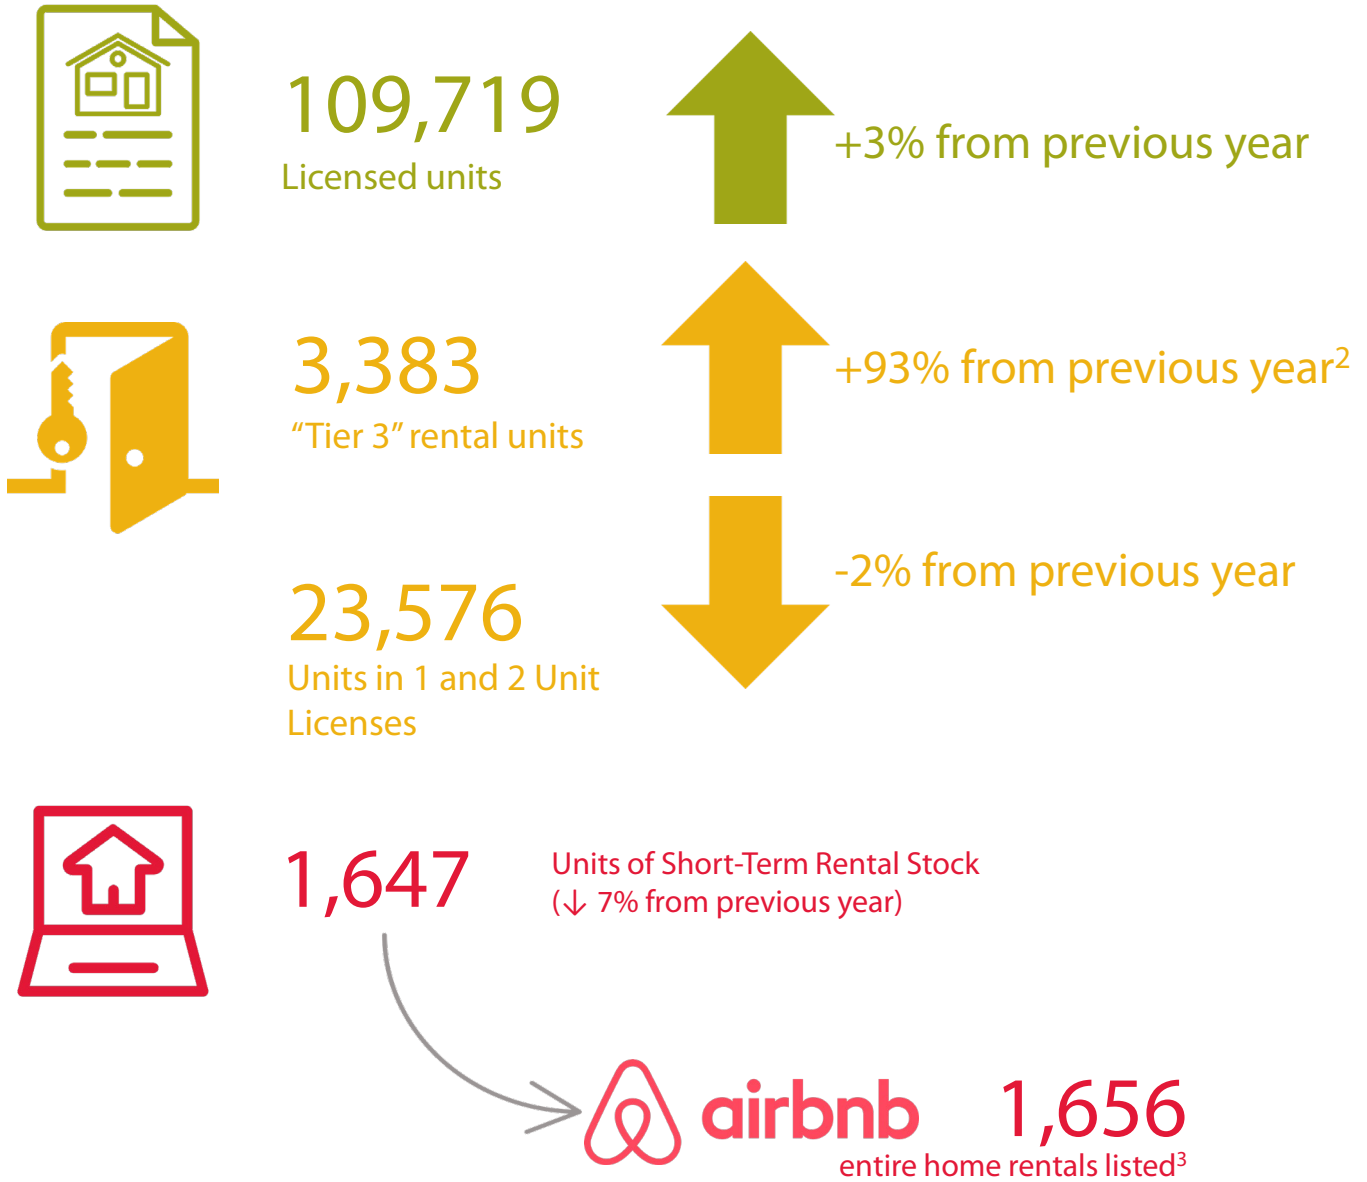 109,719
Licensed units
+3% from previous year
3,383
“Tier 3” rental units
+93% from previous year²
23,576
Units in 1 and 2 Unit
Licenses
-2% from previous year
1,647
Units of Short-Term Rental Stock
(↓ 7% from previous year)
airbnb
1,656
entire home rentals listed³